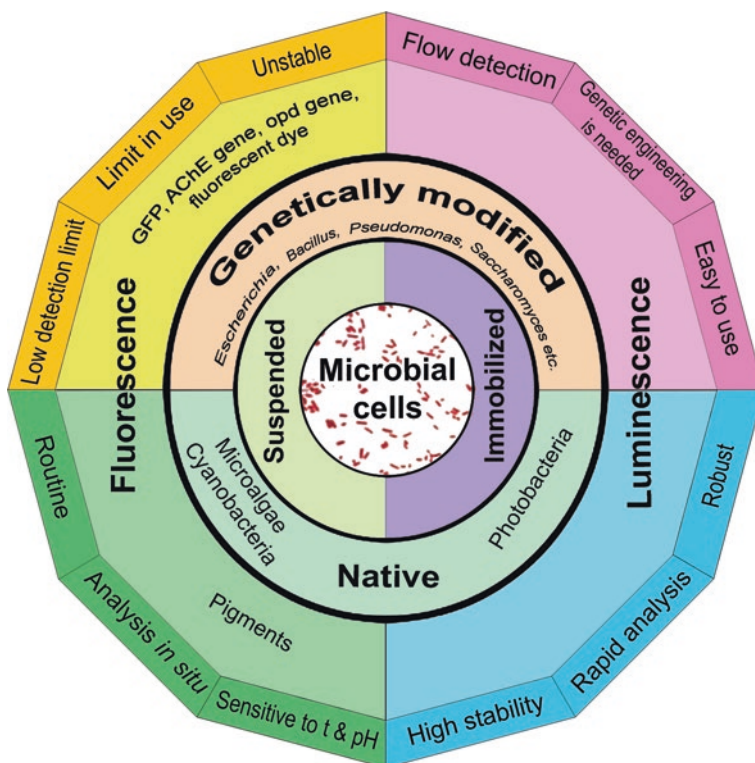 Unstable
Limit in use
Low detection limit
GFP, AChE gene, opd gene,
fluorescent dye
Flow detection
Genetic engineering
is needed
Easy to use
Genetically modified
Escherichia, Bacillus, Pseudomonas, Saccharomyces etc.
Fluorescence
Suspended
Microbial
cells
Immobilized
Luminescence
Microalgae
Cyanobacteria
Native
Photobacteria
Pigments
Routine
Analysis in situ
Sensitive to t & pH
High stability
Rapid analysis
Robust